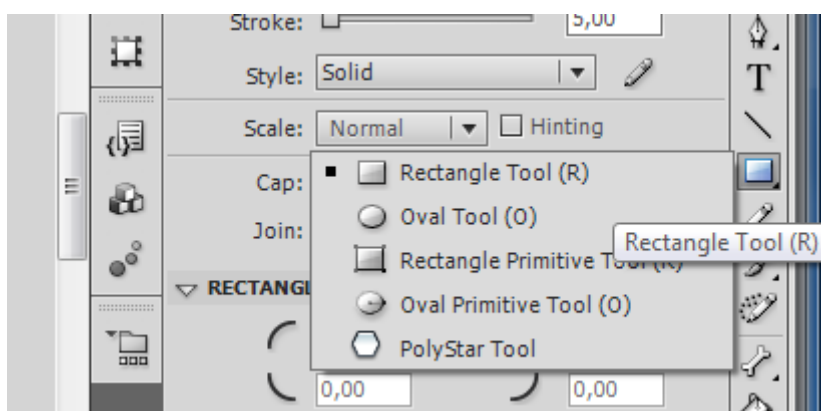 Stroke: 5,00
Style: Solid
T
Scale: Normal Hinting
Cap:
Rectangle Tool (R)
Oval Tool (O)
Join:
Rectangle Tool (R)
Rectangle Primitive Tool (R)
RECTANGL
Oval Primitive Tool (O)
PolyStar Tool
0,00 0,00